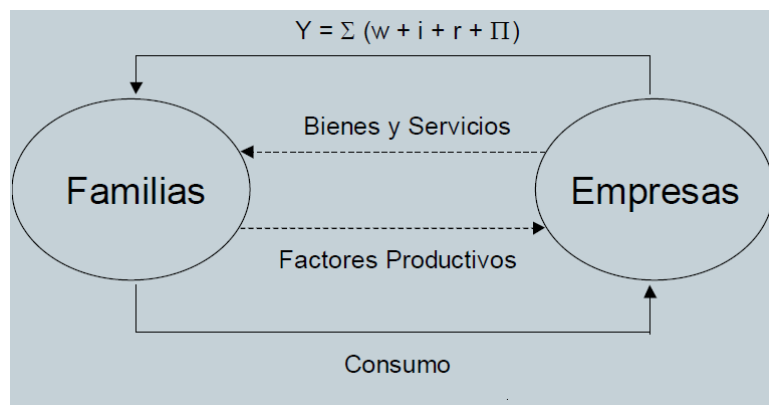 Y = Σ (w + i + r + Π)
Bienes y Servicios
Familias
Empresas
Factores Productivos
Consumo